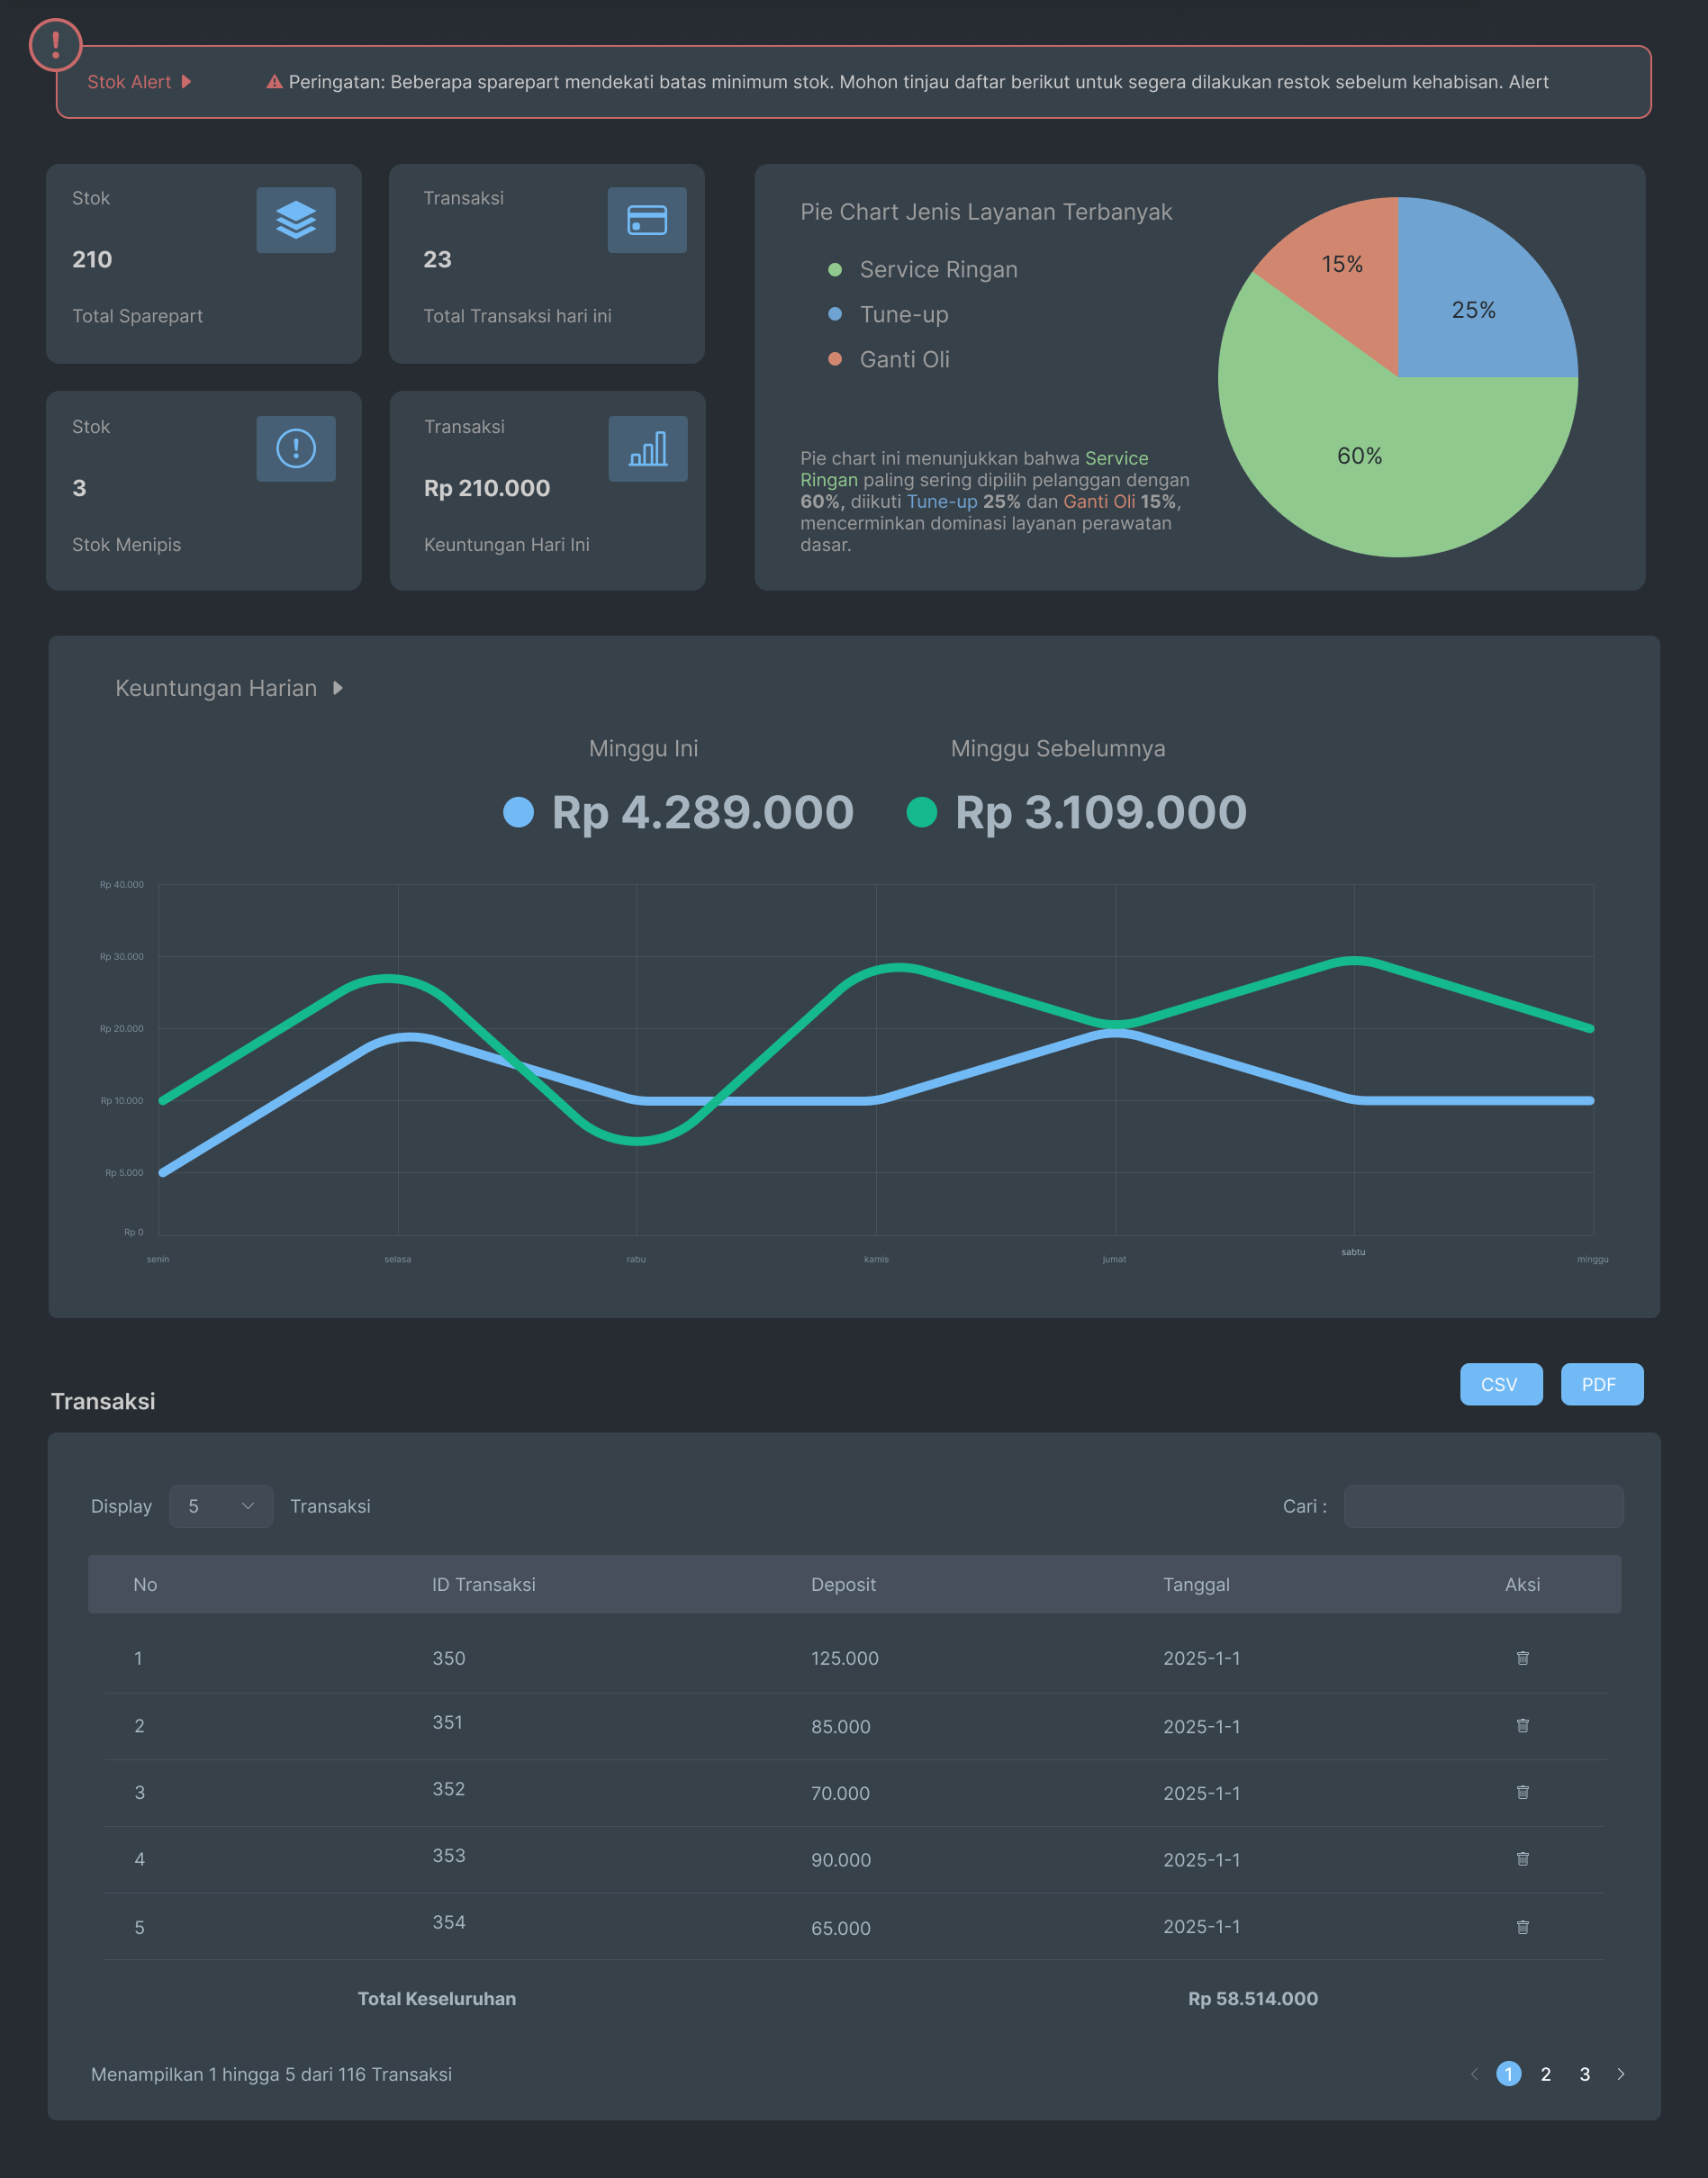 !
Stok Alert
Peringatan: Beberapa sparepart mendekati batas minimum stok. Mohon tinjau daftar berikut untuk segera dilakukan restok sebelum kehabisan. Alert
Stok
210
Total Sparepart
Transaksi
23
Total Transaksi hari ini
Stok
3
Stok Menipis
Transaksi
Rp 210.000
Keuntungan Hari Ini
Pie Chart Jenis Layanan Terbanyak
Service Ringan
Tune-up
Ganti Oli
Pie chart ini menunjukkan bahwa Service
Ringan paling sering dipilih pelanggan dengan
60%, diikuti Tune-up 25% dan Ganti Oli 15%,
mencerminkan dominasi layanan perawatan
dasar.
15%
25%
60%
Keuntungan Harian
Minggu Ini
Rp 4.289.000
Minggu Sebelumnya
Rp 3.109.000
Rp 40.000
Rp 30.000
Rp 20.000
Rp 10.000
Rp 5.000
Rp 0
senin selasa rabu kamis jumat sabtu minggu
Transaksi
CSV PDF
Display 5 Transaksi
Cari :
No ID Transaksi Deposit Tanggal Aksi
1 350 125.000 2025-1-1
2 351 85.000 2025-1-1
3 352 70.000 2025-1-1
4 353 90.000 2025-1-1
5 354 65.000 2025-1-1
Total Keseluruhan Rp 58.514.000
Menampilkan 1 hingga 5 dari 116 Transaksi
1 2 3